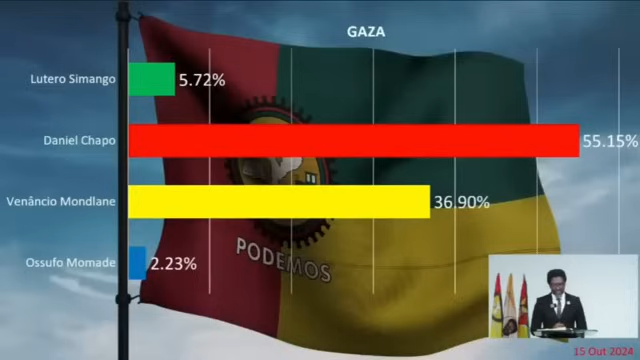 GAZA
Lutero Simango
5.72%
Daniel Chapo
55.15%
Venâncio Mondlane
36.90%
Ossufo Momade
2.23%
PODEMOS
15 Out 2024